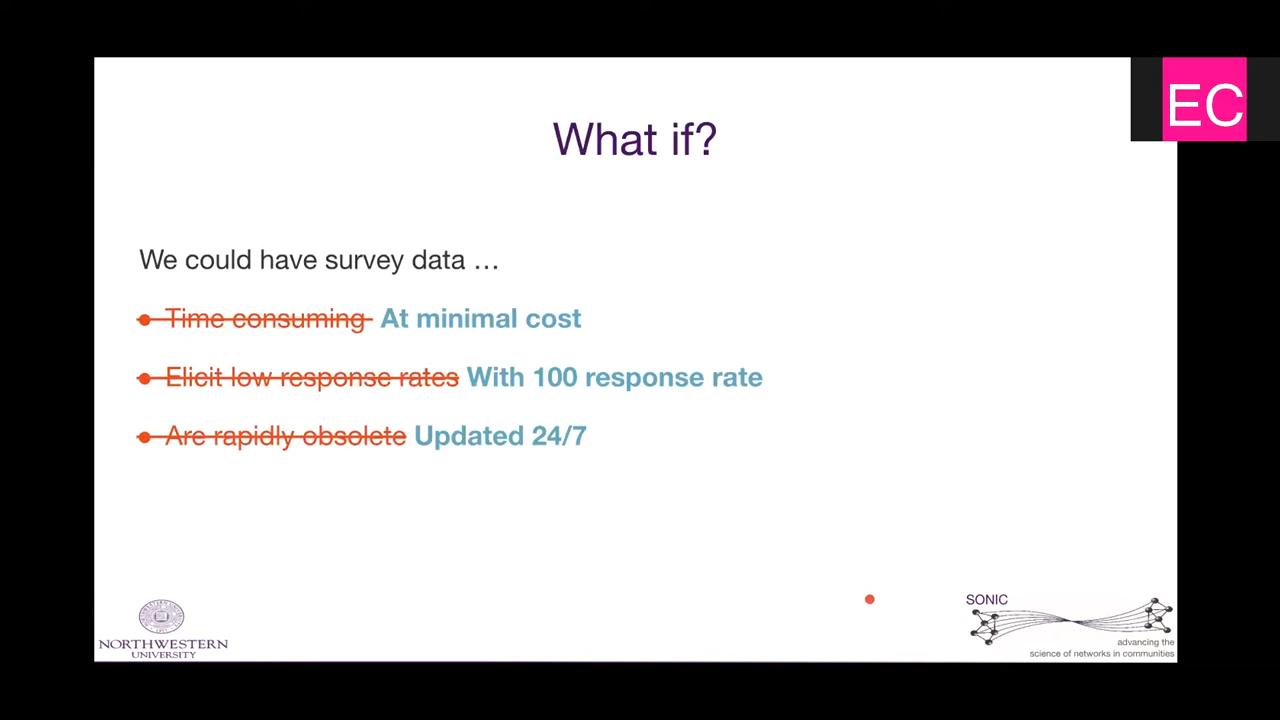 EC
What if?
We could have survey data …
Time consuming At minimal cost
Elicit low response rates With 100 response rate
Are rapidly obsolete Updated 24/7
NORTHWESTERN
UNIVERSITY
SONIC
advancing the
science of networks in communities